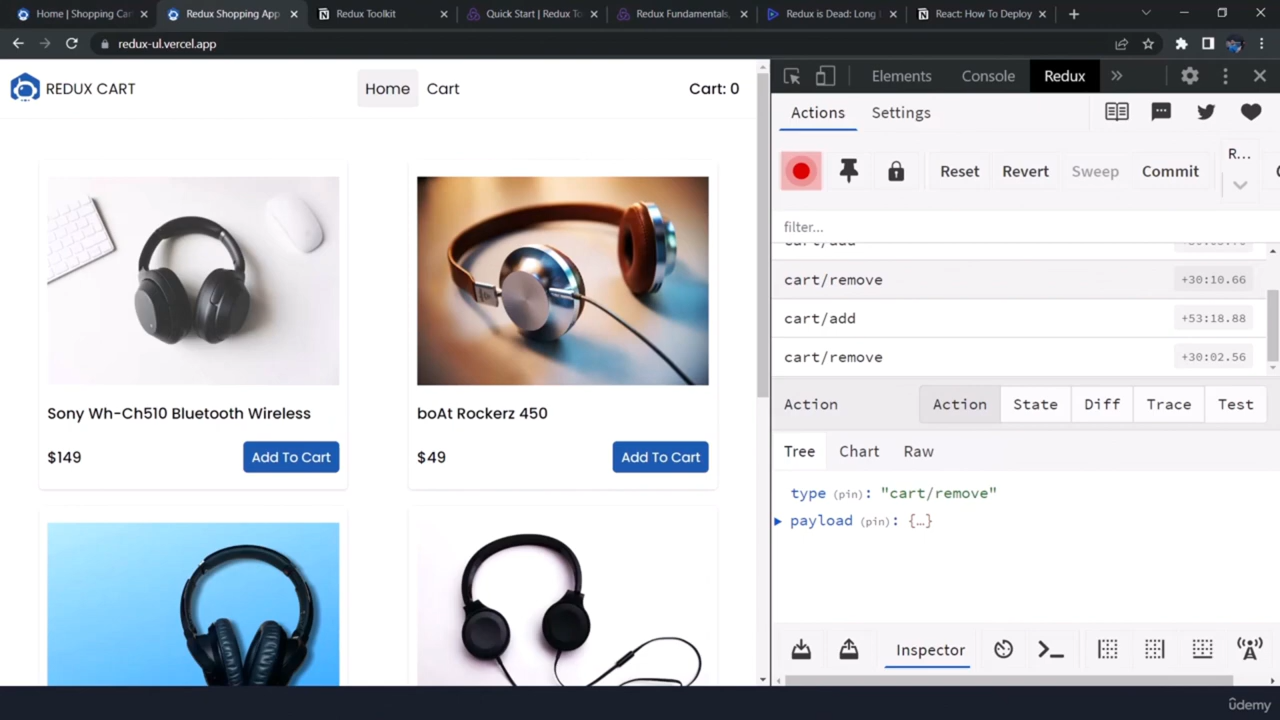 Home | Shopping Car
Redux Shopping App
Redux Toolkit
Quick Start | Redux To
Redux Fundamentals,
Redux is Dead: Long
React: How To Deploy
redux-ul.vercel.app
REDUX CART
Home
Cart
Cart: 0
Sony Wh-Ch510 Bluetooth Wireless
$149
Add To Cart
boAt Rockerz 450
$49
Add To Cart
Elements
Console
Redux
Actions
Settings
Reset
Revert
Sweep
Commit
R...
filter...
cart/add
cart/remove
+30:10.66
cart/add
+53:18.88
cart/remove
+30:02.56
Action
Action
State
Diff
Trace
Test
Tree
Chart
Raw
type (pin): "cart/remove"
payload (pin): {…}
Inspector
udemy